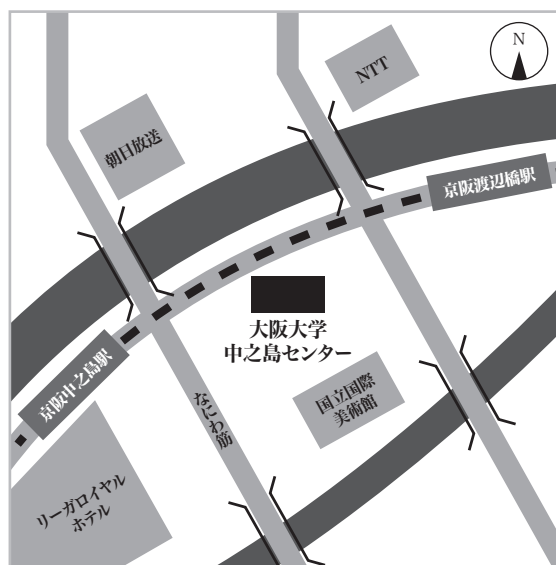 N
NTT
朝日放送
京阪渡辺橋駅
大阪大学
中之島センター
京阪中之島駅
なにわ筋
国立国際
美術館
リーガロイヤル
ホテル